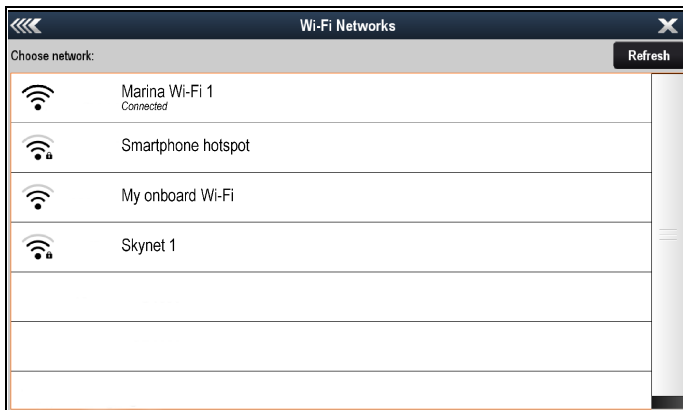 Wi-Fi Networks
Choose network:
Refresh
Marina Wi-Fi 1
Connected
Smartphone hotspot
My onboard Wi-Fi
Skynet 1